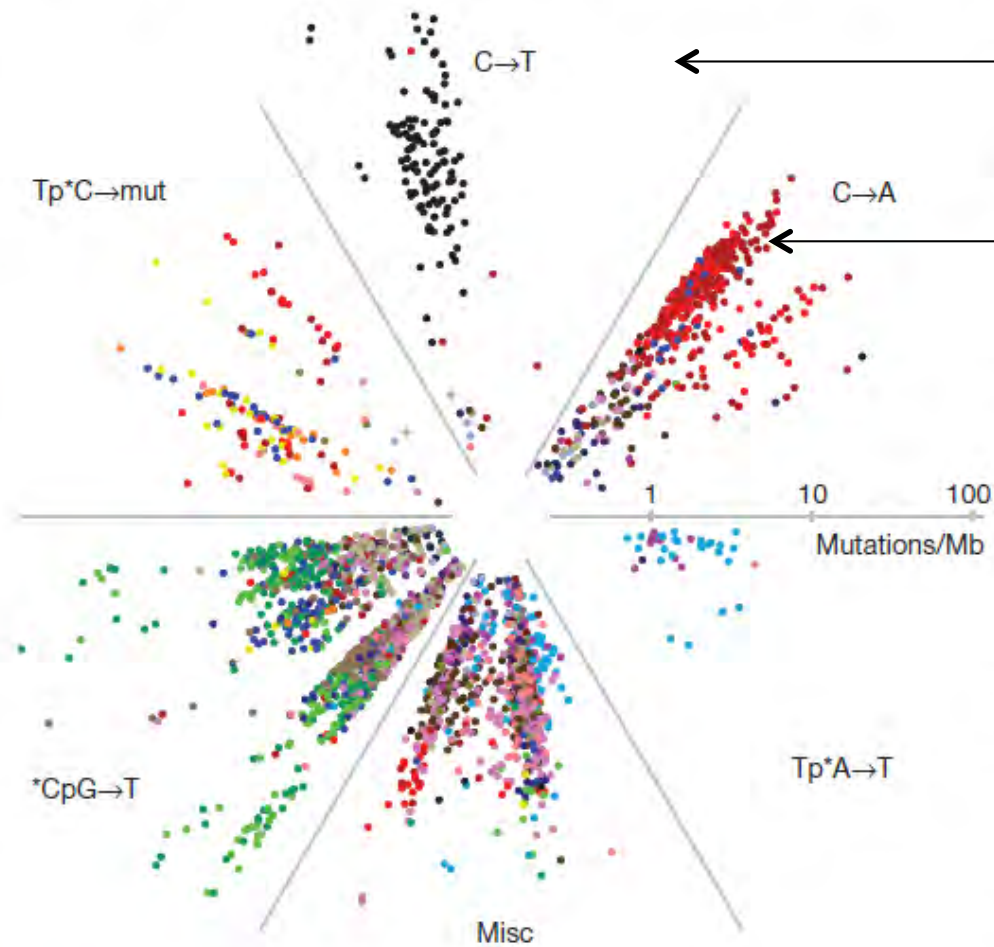 C→T
Tp*C→mut
C→A
1 10 100
Mutations/Mb
*CpG→T
Tp*A→T
Misc